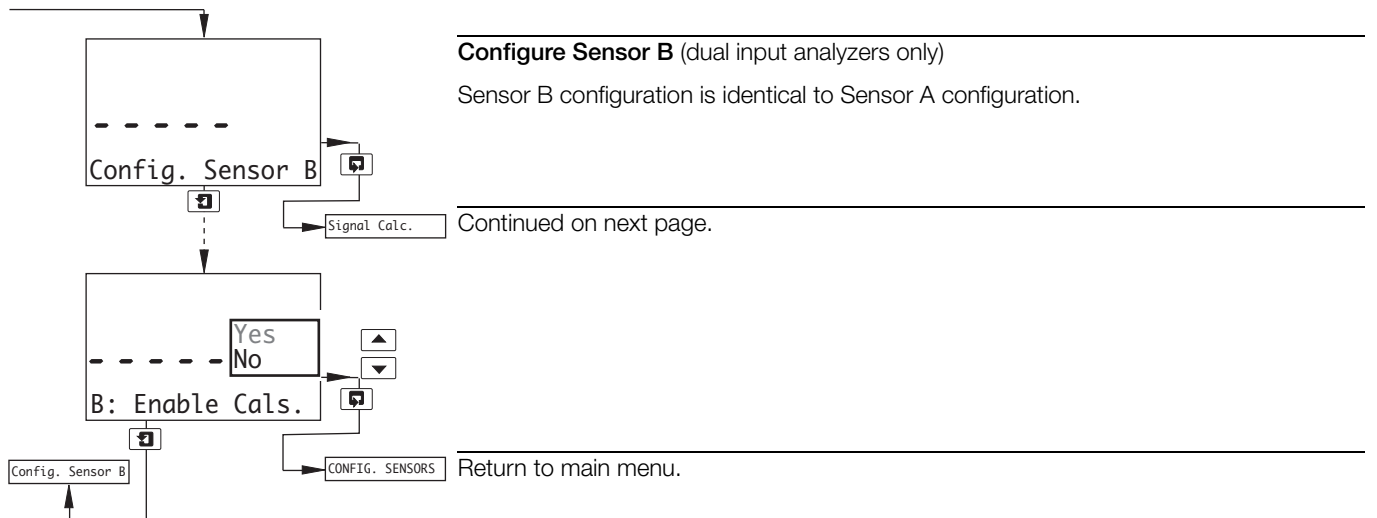 Configure Sensor B (dual input analyzers only)
Sensor B configuration is identical to Sensor A configuration.
- - - - -
Config. Sensor B
Signal Calc.
Continued on next page.
Yes
- - - - - No
B: Enable Cals.
Config. Sensor B
CONFIG. SENSORS
Return to main menu.